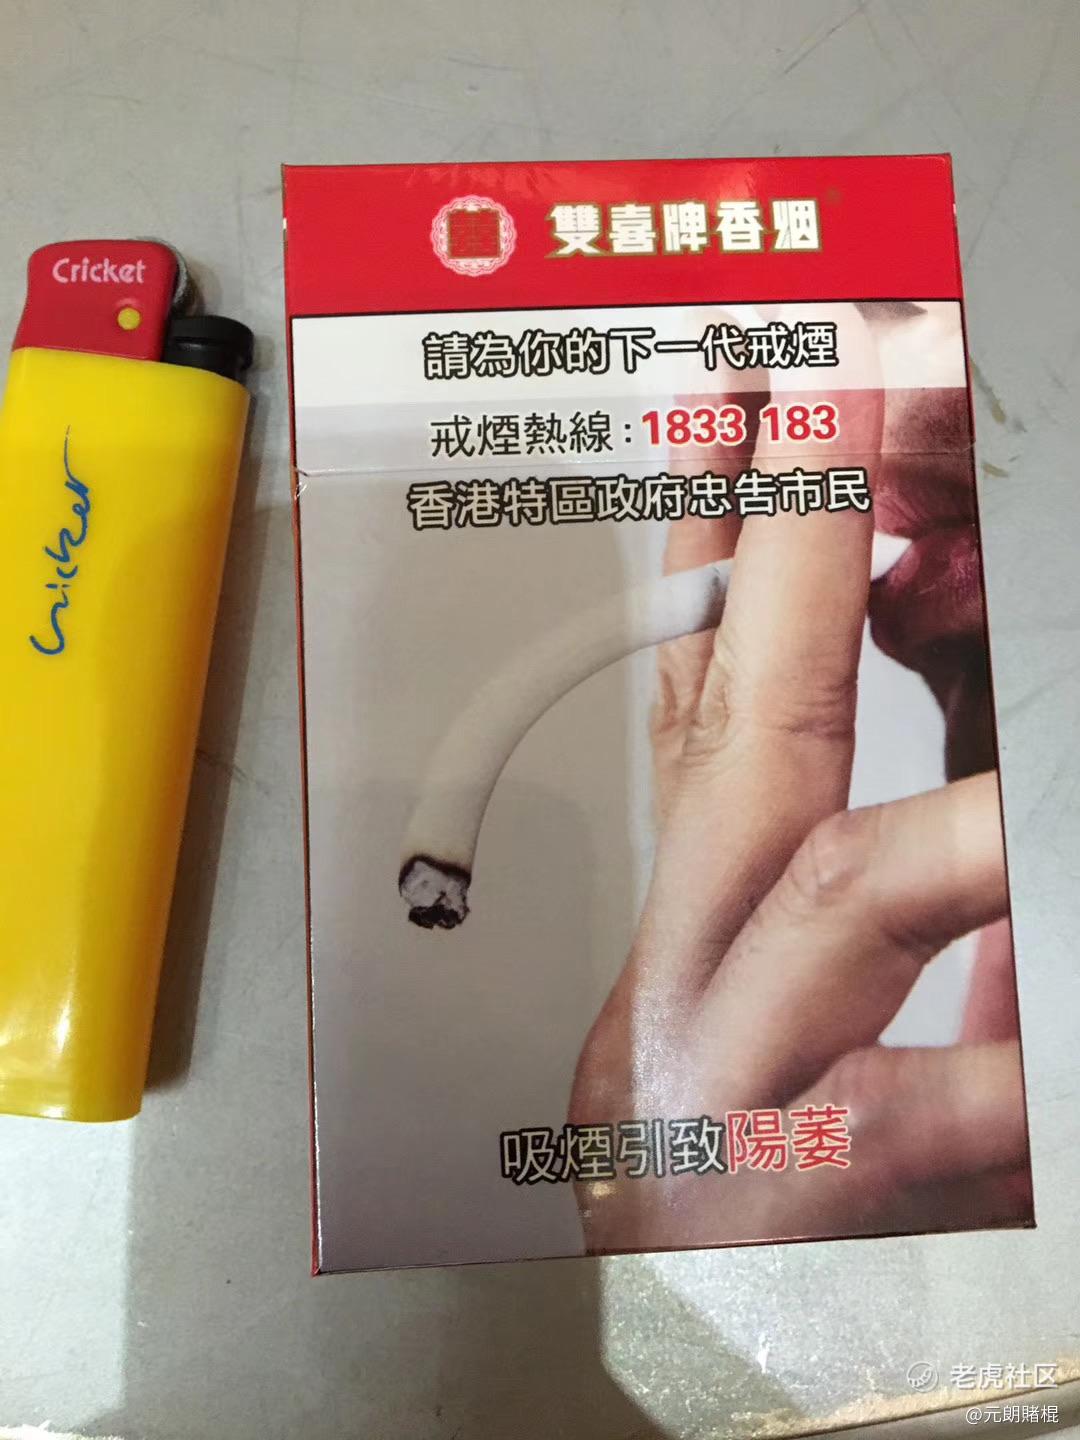 Cricket
Cricket
雙喜牌香烟
請為你的下一代戒煙
戒煙熱線:1833 183
香港特區政府忠告市民
吸煙引致陽萎
老虎社区
@元朗賭棍